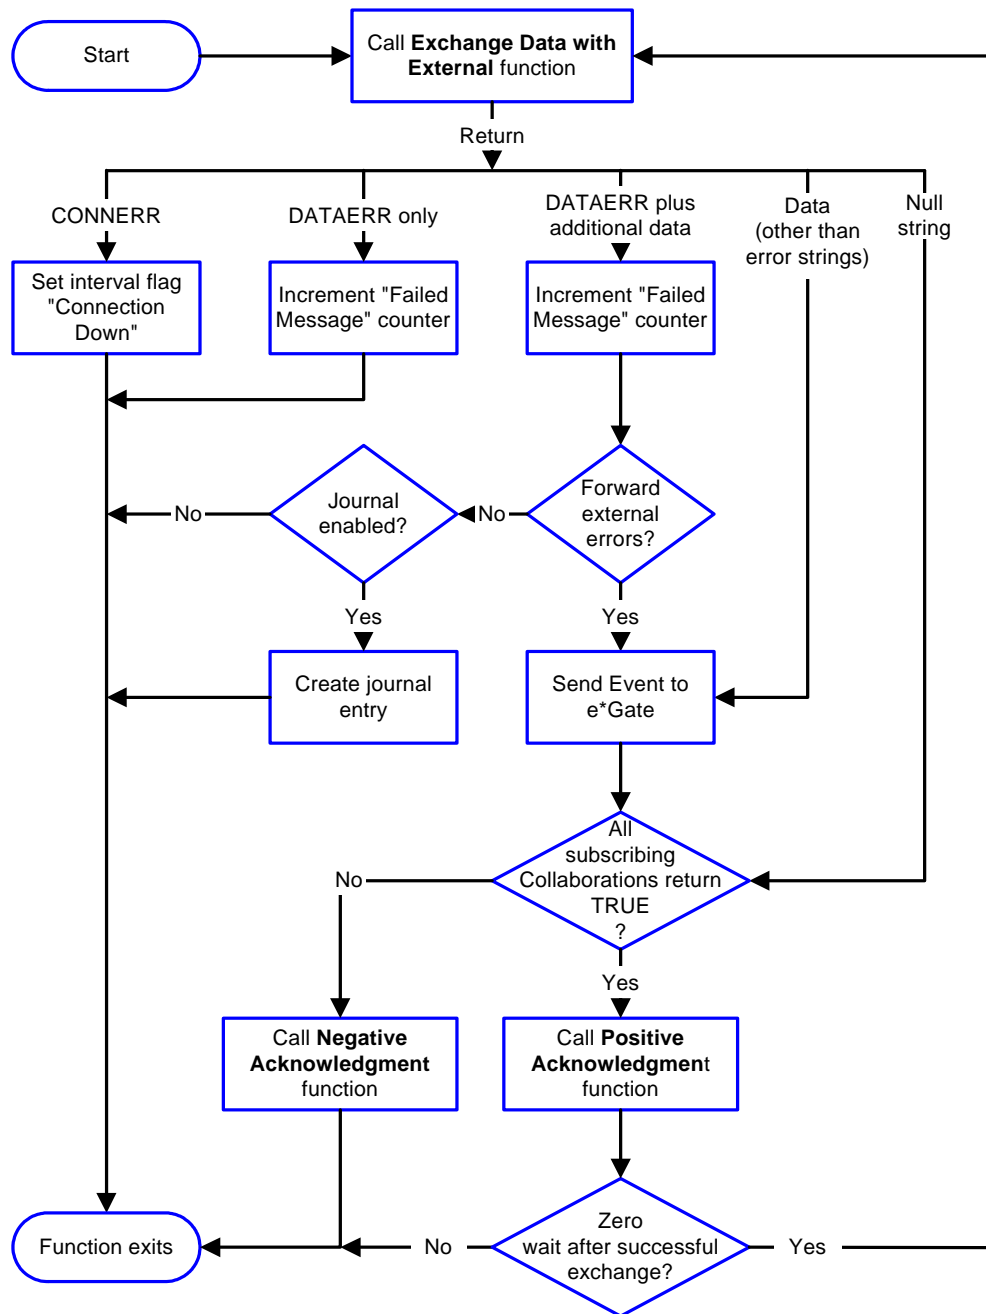 Start
Call Exchange Data with
External function
Return
CONNERR
DATAERR only
DATAERR plus
additional data
Data
(other than
error strings)
Null
string
Set interval flag
"Connection
Down"
Increment "Failed
Message" counter
Increment "Failed
Message" counter
No
Journal
enabled?
No
Forward
external
errors?
Yes
Yes
Create journal
entry
Send Event to
e*Gate
All
subscribing
Collaborations return
TRUE
?
No
Yes
Call Negative
Acknowledgment
function
Call Positive
Acknowledgment
function
Function exits
No
Zero
wait after successful
exchange?
Yes